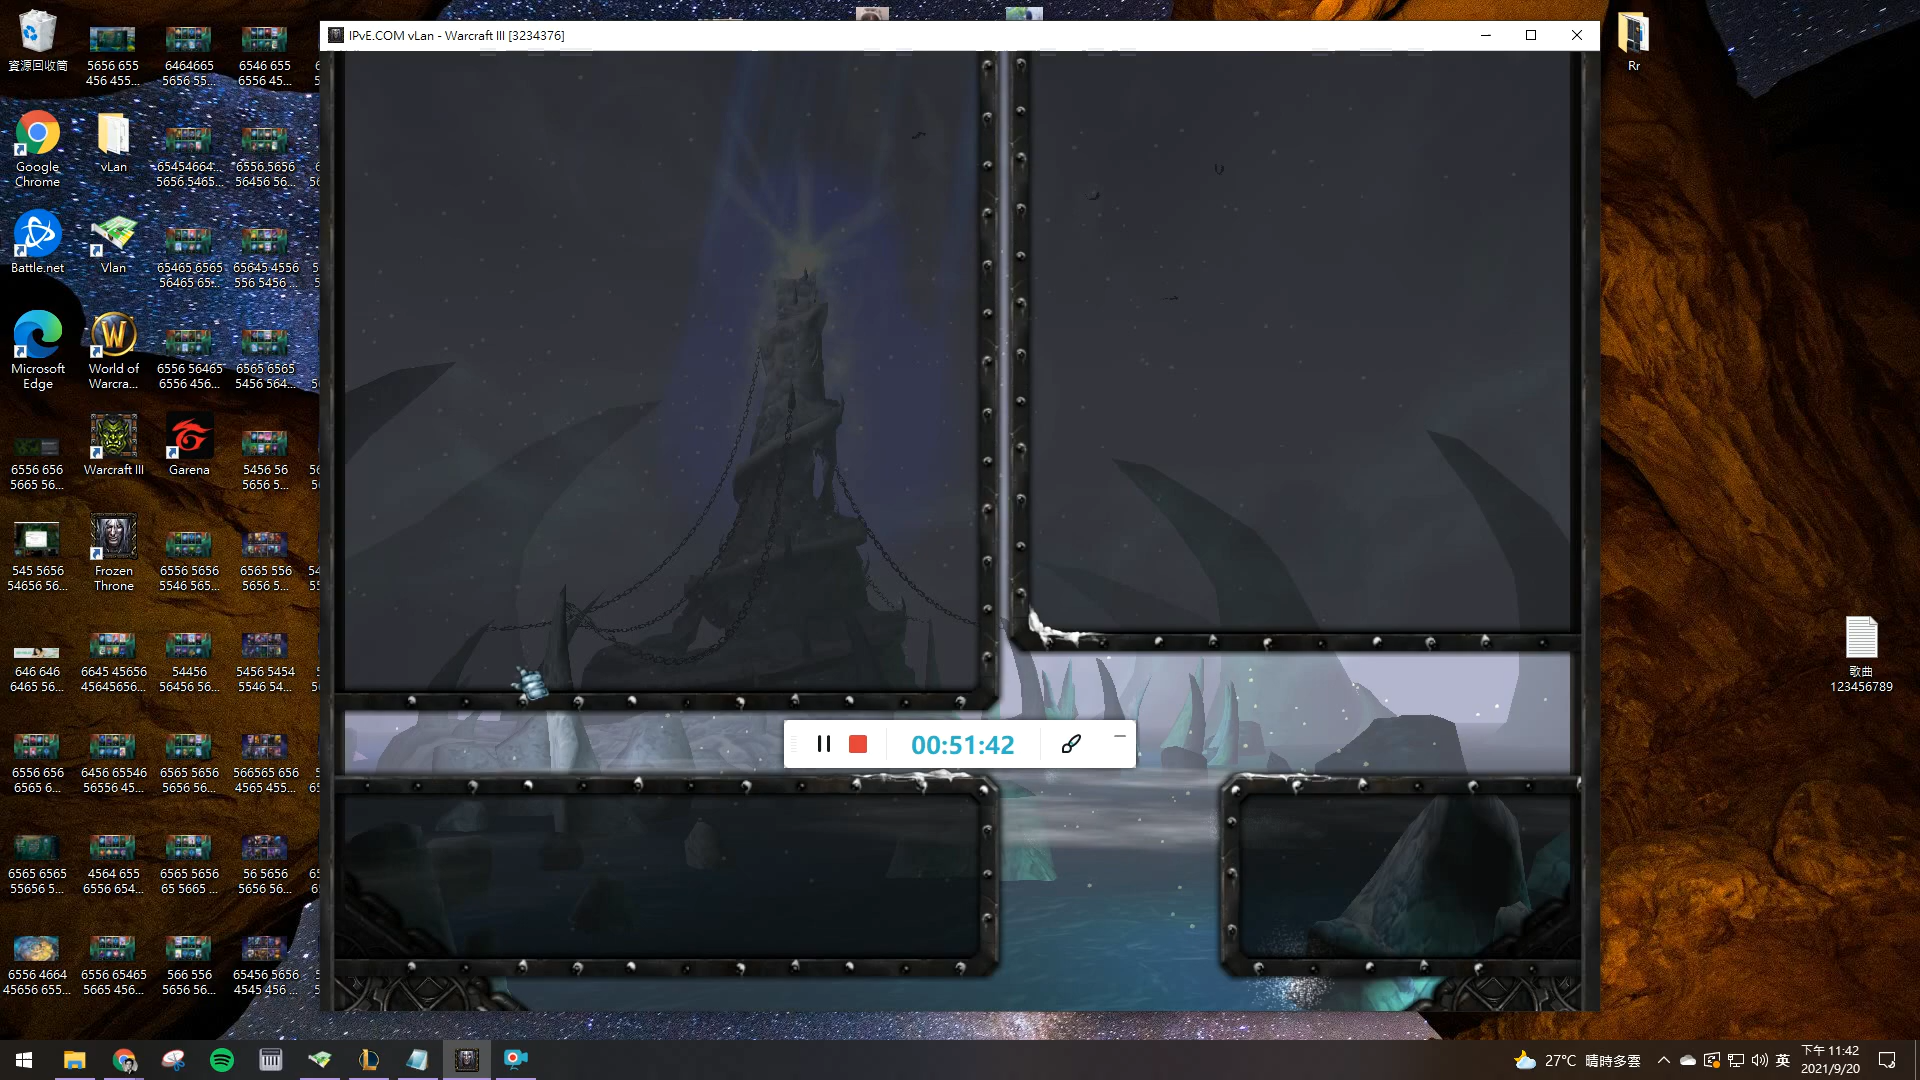 IPvE.COM vLan - Warcraft III [3234376]
資源回收筒
5656 655
456 455...
6464665
5656 55...
6546 655
6556 45...
Rr
Google
Chrome
vLan
65454664...
5656 5465...
6556 5656
56456 56...
Battle.net
Vlan
65465 6565
56465 65...
65645 4556
556 5456 ...
Microsoft
Edge
World of
Warcra...
6556 56465
6556 456...
6565 6565
5456 564...
6556 656
5665 56...
Warcraft III
Garena
5456 56
5656 5...
545 5656
54656 56...
Frozen
Throne
6556 5656
5546 565...
6565 556
5656 5...
646 646
6465 56...
6645 45656
45645656...
54456
56456 56...
5456 5454
5546 54...
歌曲
123456789
00:51:42
6556 656
6565 6...
6456 65546
56556 45...
6565 5656
5656 56...
566565 656
4565 455...
6565 6565
55656 5...
4564 655
6556 654...
6565 5656
65 5665 ...
56 5656
5656 56...
6556 4664
45656 655...
6556 65465
5665 456...
566 556
5656 56...
65456 5656
4545 456 ...
27°C 晴時多雲
英
下午 11:42
2021/9/20